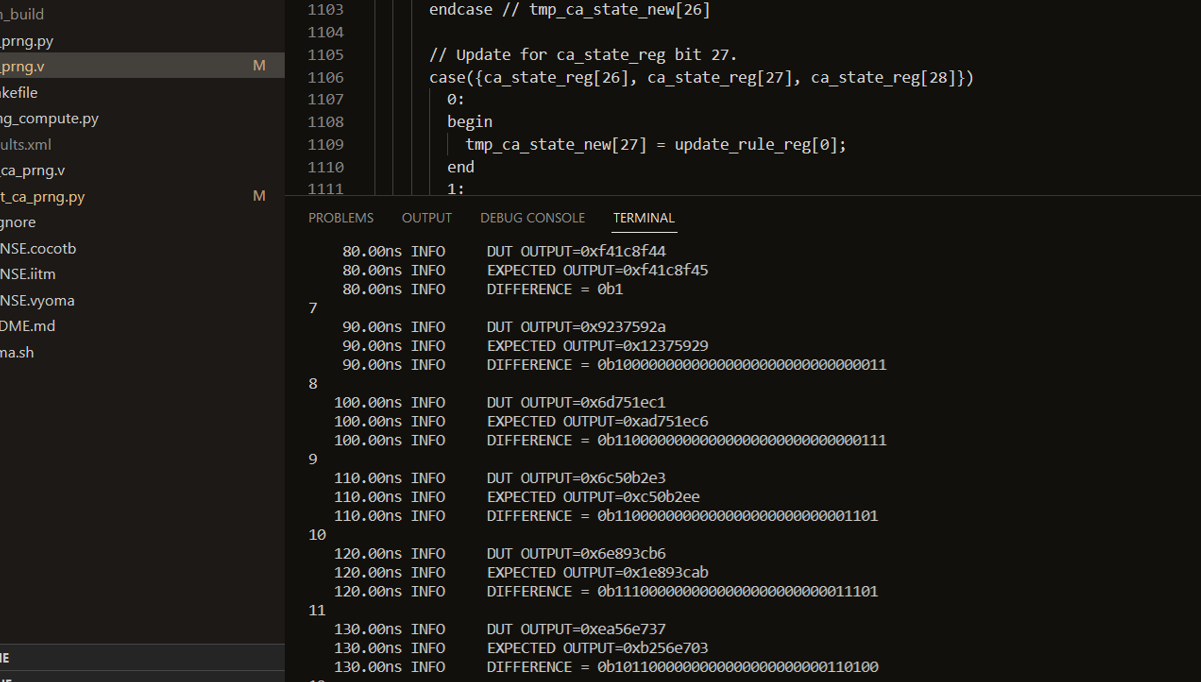 n_build
_prng.py
_prng.v M
kefile
ng_compute.py
ults.xml
_ca_prng.v
t_ca_prng.py M
gnore
NSE.cocotb
NSE.iitm
NSE.vyoma
DME.md
ma.sh
NE
1103 endcase // tmp_ca_state_new[26]
1104
1105 // Update for ca_state_reg bit 27.
1106 case({ca_state_reg[26], ca_state_reg[27], ca_state_reg[28]})
1107 0:
1108 begin
1109 tmp_ca_state_new[27] = update_rule_reg[0];
1110 end
1111 1:
PROBLEMS OUTPUT DEBUG CONSOLE TERMINAL
80.00ns INFO DUT OUTPUT=0xf41c8f44
80.00ns INFO EXPECTED OUTPUT=0xf41c8f45
80.00ns INFO DIFFERENCE = 0b1
7
90.00ns INFO DUT OUTPUT=0x9237592a
90.00ns INFO EXPECTED OUTPUT=0x12375929
90.00ns INFO DIFFERENCE = 0b10000000000000000000000000000011
8
100.00ns INFO DUT OUTPUT=0x6d751ec1
100.00ns INFO EXPECTED OUTPUT=0xad751ec6
100.00ns INFO DIFFERENCE = 0b11000000000000000000000000000111
9
110.00ns INFO DUT OUTPUT=0x6c50b2e3
110.00ns INFO EXPECTED OUTPUT=0xc50b2ee
110.00ns INFO DIFFERENCE = 0b1100000000000000000000000001101
10
120.00ns INFO DUT OUTPUT=0x6e893cb6
120.00ns INFO EXPECTED OUTPUT=0x1e893cab
120.00ns INFO DIFFERENCE = 0b1110000000000000000000000011101
11
130.00ns INFO DUT OUTPUT=0xea56e737
130.00ns INFO EXPECTED OUTPUT=0xb256e703
130.00ns INFO DIFFERENCE = 0b1011000000000000000000000110100